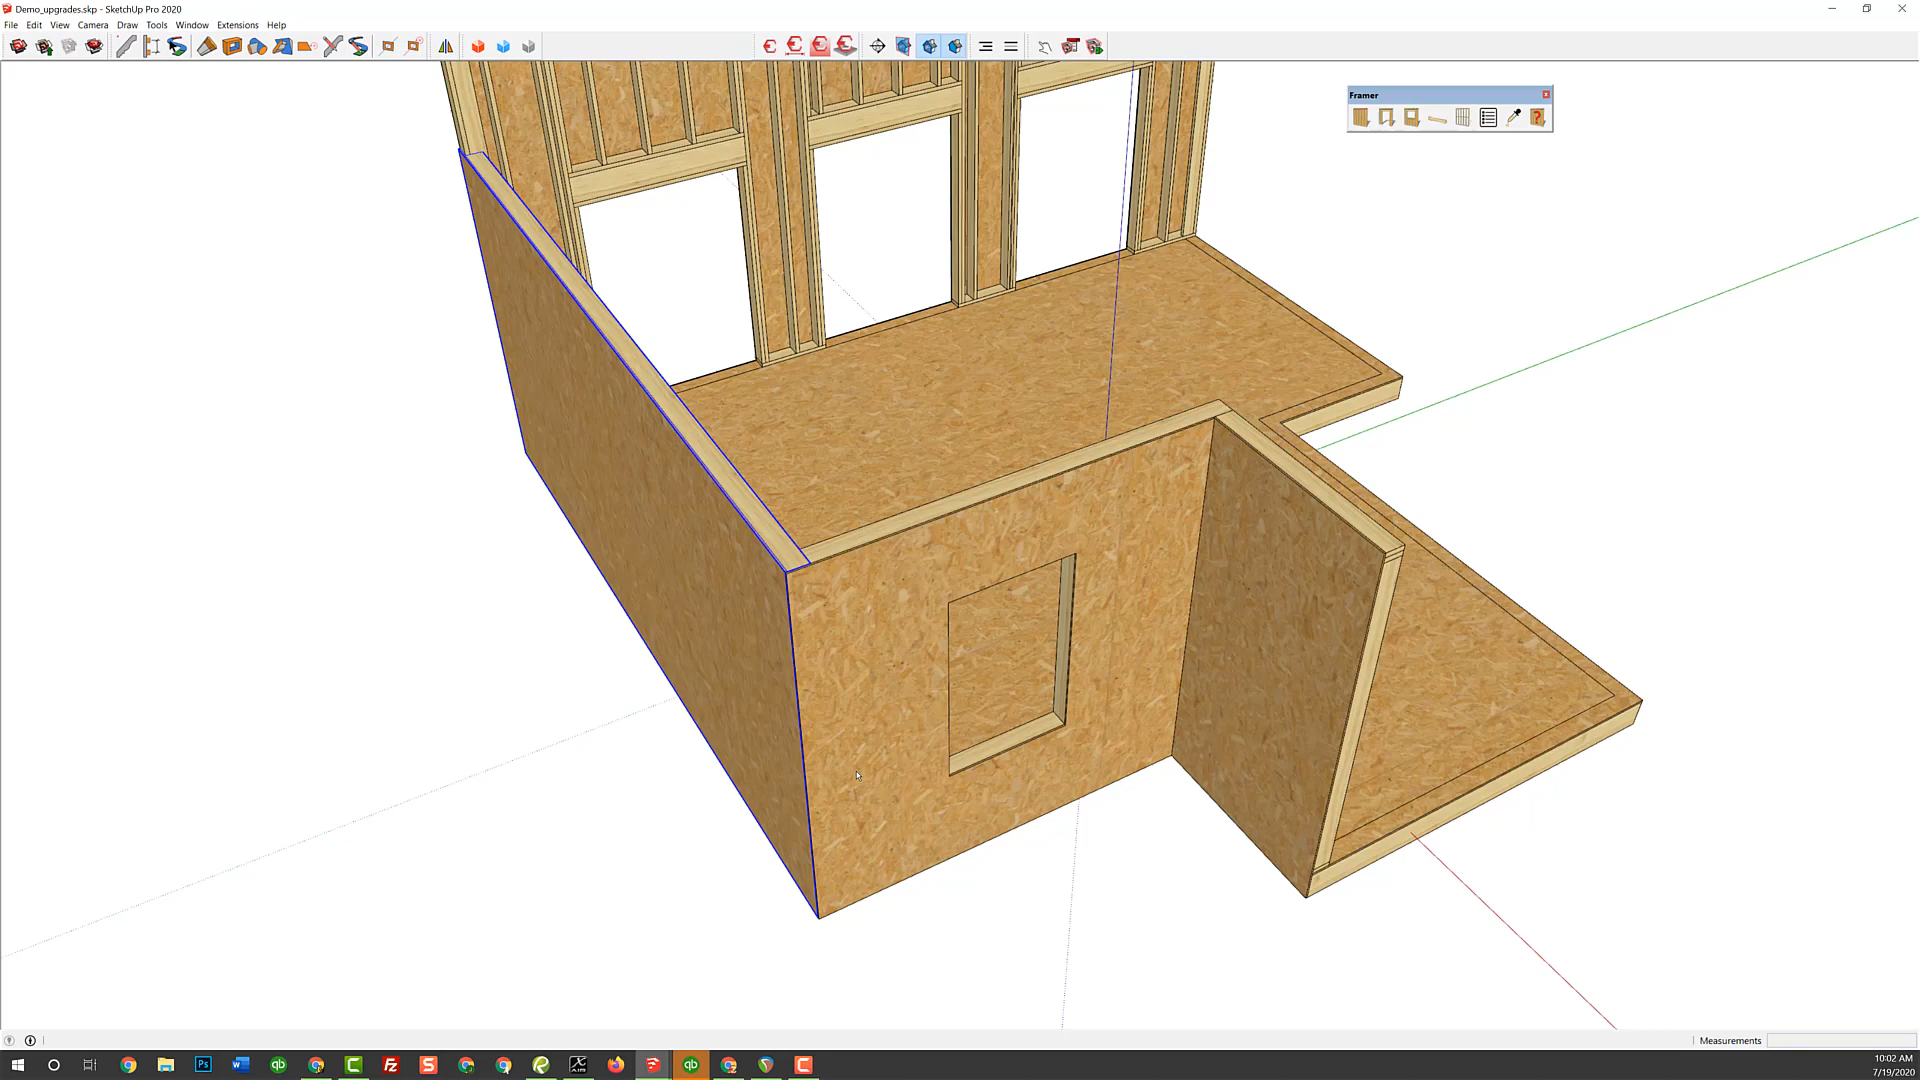 Demo_upgrades.skp - SketchUp Pro 2020
File Edit View Camera Draw Tools Window Extensions Help
Framer
Measurements
10:02 AM
7/19/2020